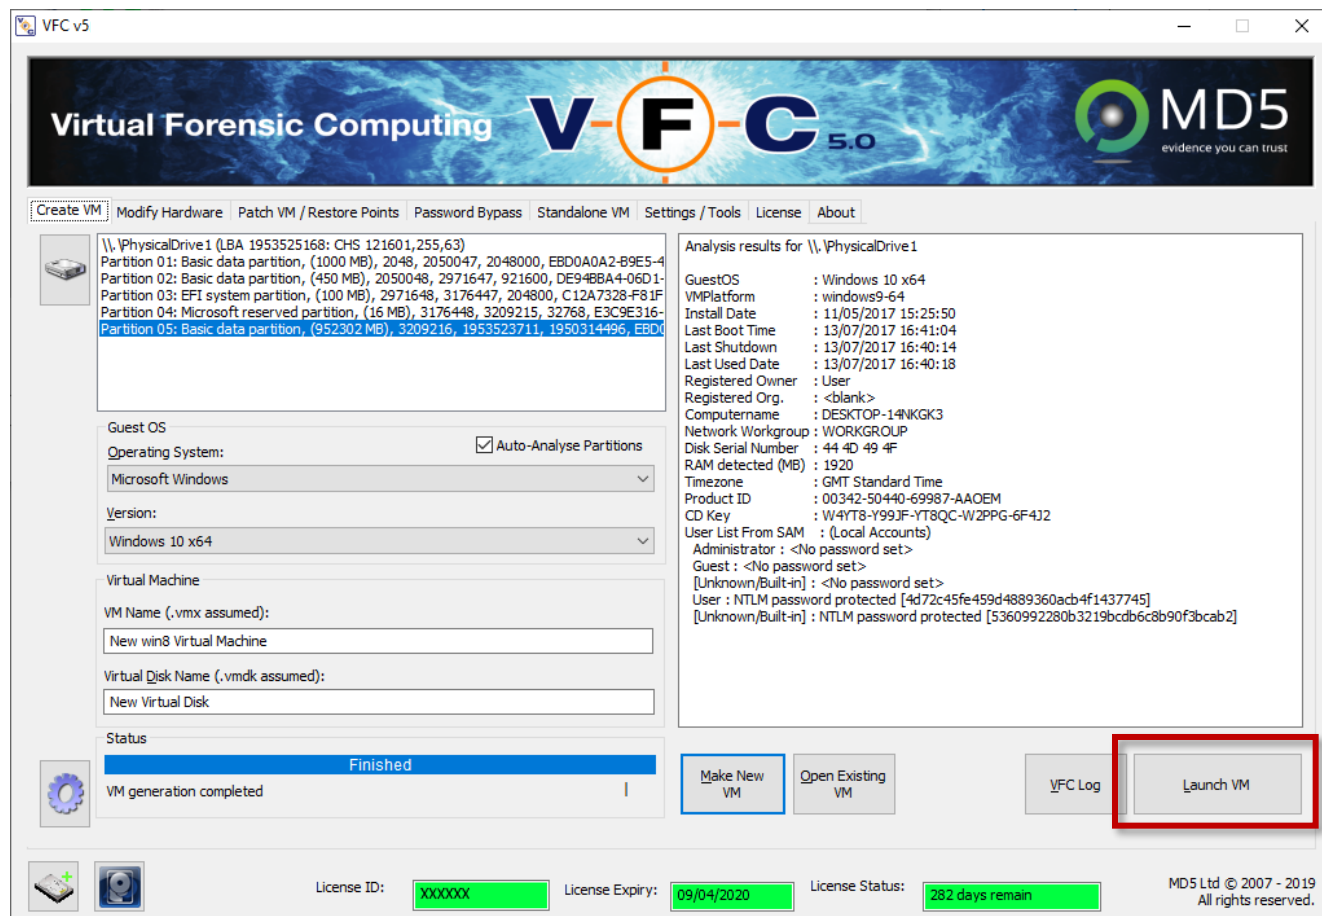 VFC v5
Virtual Forensic Computing
V-F-C 5.0
MD5
evidence you can trust
Create VM
Modify Hardware
Patch VM / Restore Points
Password Bypass
Standalone VM
Settings / Tools
License
About
\\.\PhysicalDrive1 (LBA 1953525168: CHS 121601,255,63)
Partition 01: Basic data partition, (1000 MB), 2048, 2050047, 2048000, EBD0A0A2-B9E5-4
Partition 02: Basic data partition, (450 MB), 2050048, 2971647, 921600, DE94BBA4-06D1-
Partition 03: EFI system partition, (100 MB), 2971648, 3176447, 204800, C12A7328-F81F
Partition 04: Microsoft reserved partition, (16 MB), 3176448, 3209215, 32768, E3C9E316-
Partition 05: Basic data partition, (952302 MB), 3209216, 1953523711, 1950314496, EBD0
Guest OS
Operating System:
Auto-Analyse Partitions
Microsoft Windows
Version:
Windows 10 x64
Virtual Machine
VM Name (.vmx assumed):
New win8 Virtual Machine
Virtual Disk Name (.vmdk assumed):
New Virtual Disk
Status
Finished
VM generation completed
Analysis results for \\.\PhysicalDrive1
GuestOS : Windows 10 x64
VMPlatform : windows9-64
Install Date : 11/05/2017 15:25:50
Last Boot Time : 13/07/2017 16:41:04
Last Shutdown : 13/07/2017 16:40:14
Last Used Date : 13/07/2017 16:40:18
Registered Owner : User
Registered Org. : <blank>
Computername : DESKTOP-14NKGK3
Network Workgroup : WORKGROUP
Disk Serial Number : 44 4D 49 4F
RAM detected (MB) : 1920
Timezone : GMT Standard Time
Product ID : 00342-50440-69987-AAOEM
CD Key : W4YT8-Y99JF-YT8QC-W2PPG-6F4J2
User List From SAM : (Local Accounts)
Administrator : <No password set>
Guest : <No password set>
[Unknown/Built-in] : <No password set>
User : NTLM password protected [4d72c45fe459d4889360acb4f1437745]
[Unknown/Built-in] : NTLM password protected [5360992280b3219bcdb6c8b90f3bcab2]
Make New VM
Open Existing VM
VFC Log
Launch VM
License ID:
XXXXXX
License Expiry:
09/04/2020
License Status:
282 days remain
MD5 Ltd © 2007 - 2019
All rights reserved.